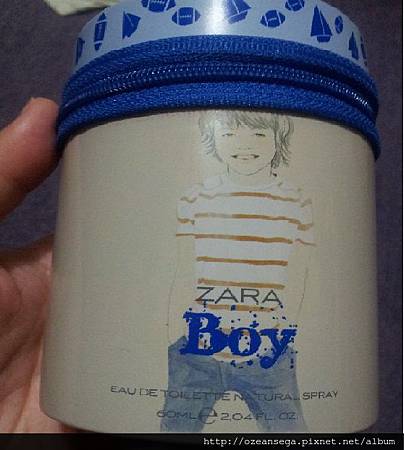 ZARA
Boy
EAU DE TOILETTE NATURAL SPRAY
60ML e 2.04 FL. OZ.
http://ozeansega.pixnet.net/album